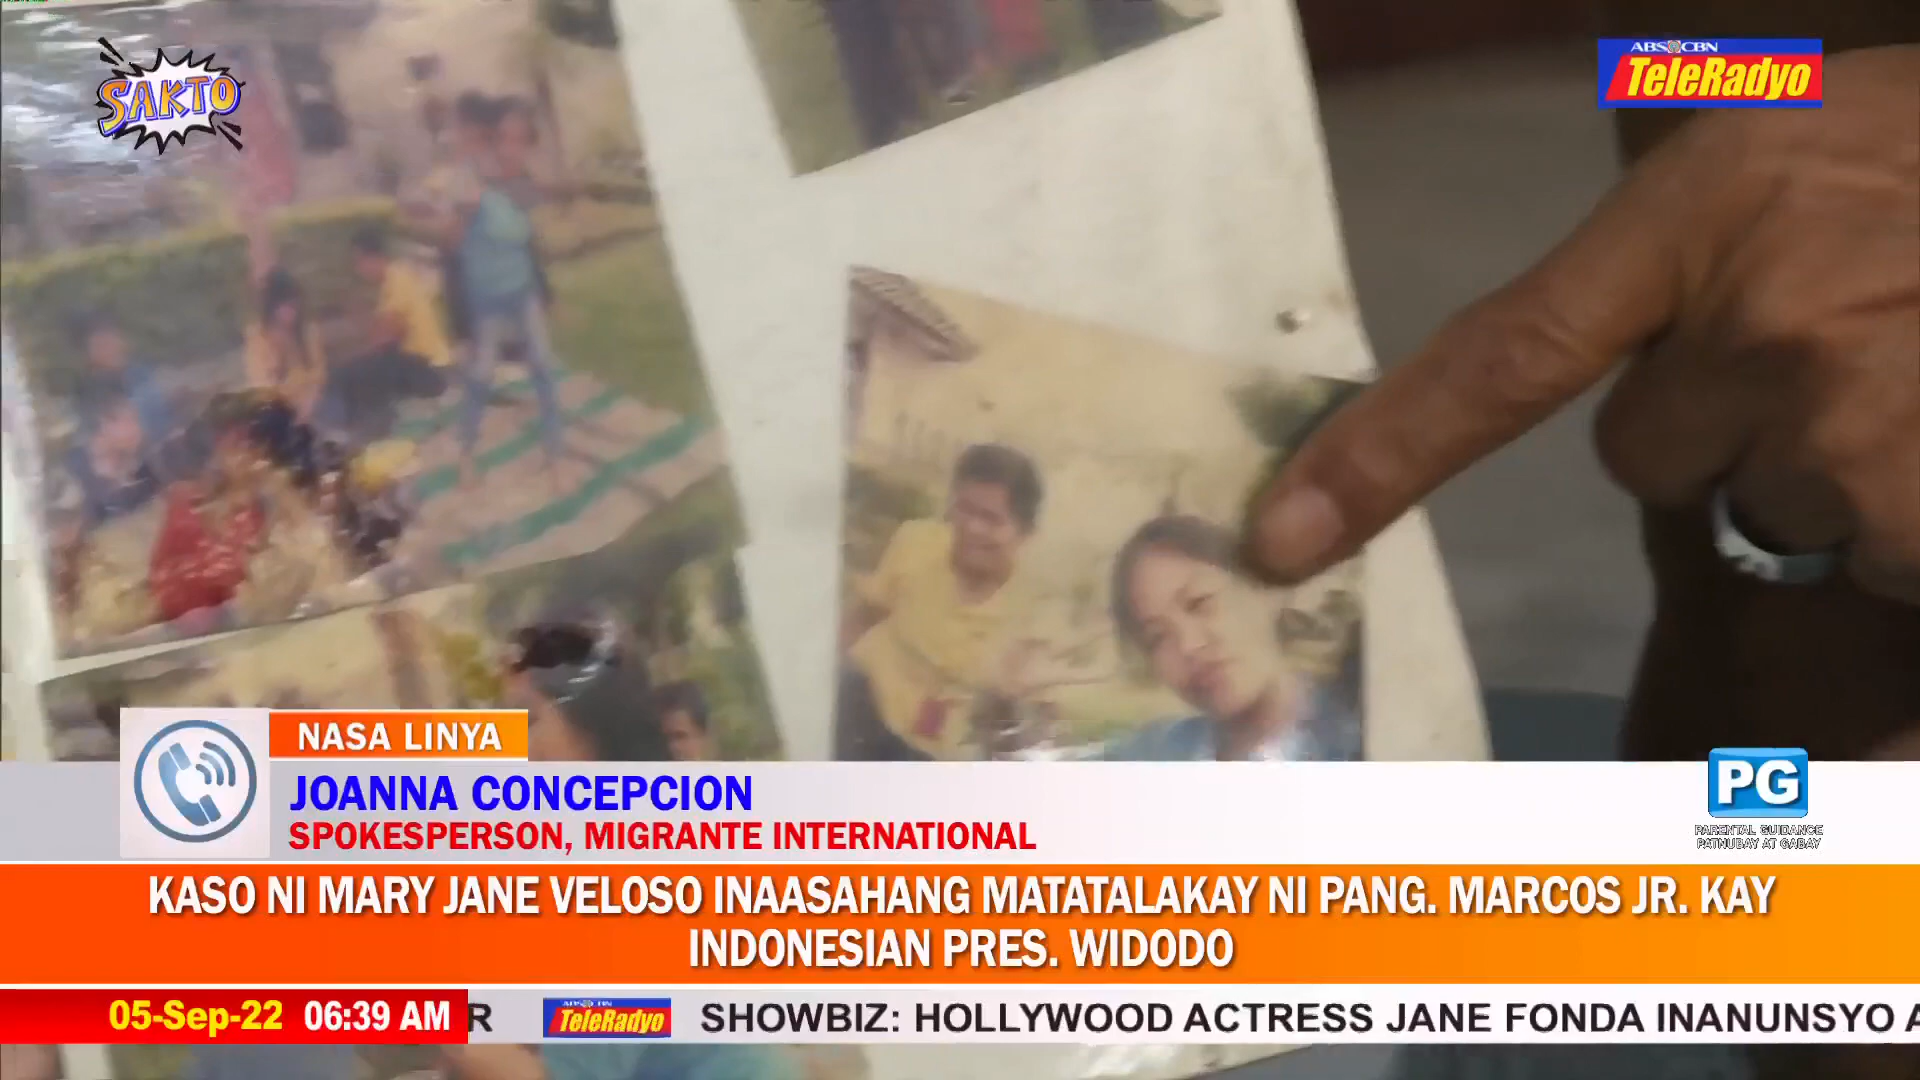 SAKTO
ABS-CBN
TeleRadyo
NASA LINYA
JOANNA CONCEPCION
SPOKESPERSON, MIGRANTE INTERNATIONAL
PG
PARENTAL GUIDANCE
PATNUBAY AT GABAY
KASO NI MARY JANE VELOSO INAASAHANG MATATALAKAY NI PANG. MARCOS JR. KAY
INDONESIAN PRES. WIDODO
05-Sep-22 06:39 AM R ABS-CBN TeleRadyo SHOWBIZ: HOLLYWOOD ACTRESS JANE FONDA INANUNSYO A